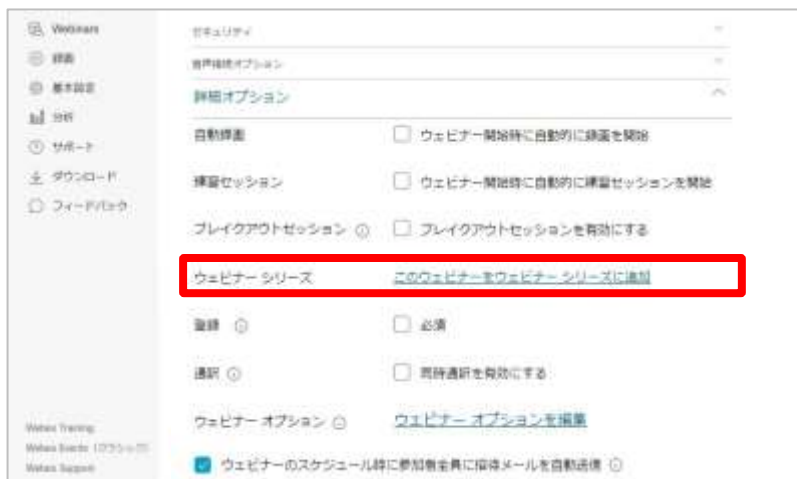 Webinars
録画
基本設定
分析
サポート
ダウンロード
フィードバック
Webex Training
Webex Events (クラシック)
Webex Support
セキュリティ
音声接続オプション
詳細オプション
自動録画 ウェビナー開始時に自動的に録画を開始
練習セッション ウェビナー開始時に自動的に練習セッションを開始
ブレイクアウトセッション ブレイクアウトセッションを有効にする
ウェビナー シリーズ このウェビナーをウェビナー シリーズに追加
登録 必須
通訳 同時通訳を有効にする
ウェビナー オプション ウェビナー オプションを編集
ウェビナーのスケジュール時に参加者全員に招待メールを自動送信